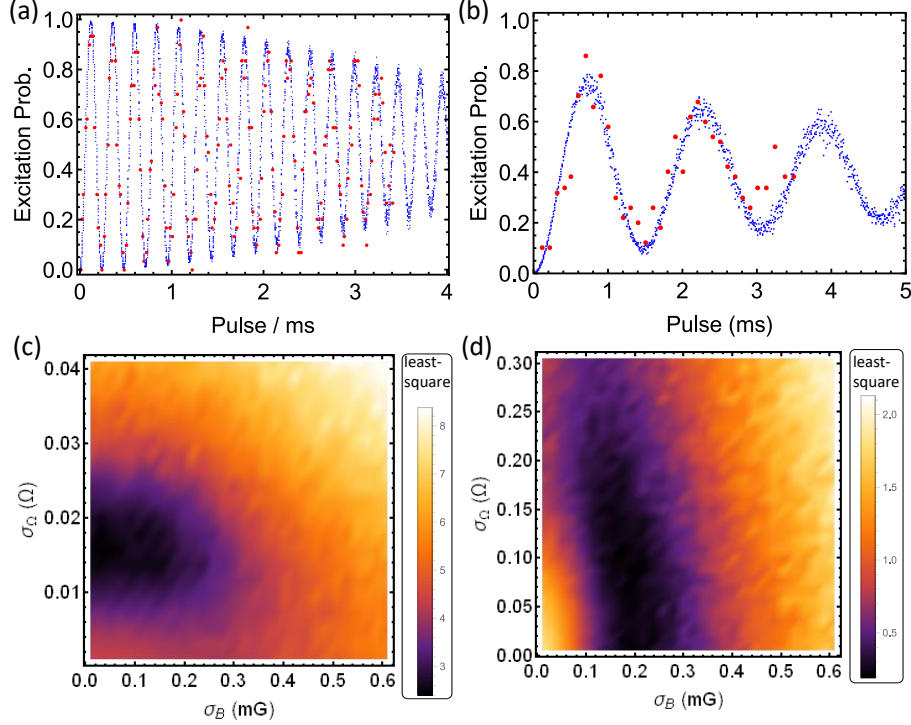 (a)
Excitation Prob.
1.0
0.8
0.6
0.4
0.2
0.0
0 1 2 3 4
Pulse / ms
(b)
Excitation Prob.
1.0
0.8
0.6
0.4
0.2
0.0
0 1 2 3 4 5
Pulse (ms)
(c)
σΩ (Ω)
0.04
0.03
0.02
0.01
0.0 0.1 0.2 0.3 0.4 0.5 0.6
σB (mG)
least-
square
8
7
6
5
4
3
(d)
σΩ (Ω)
0.30
0.25
0.20
0.15
0.10
0.05
0.00
0.0 0.1 0.2 0.3 0.4 0.5 0.6
σB (mG)
least-
square
2.0
1.5
1.0
0.5